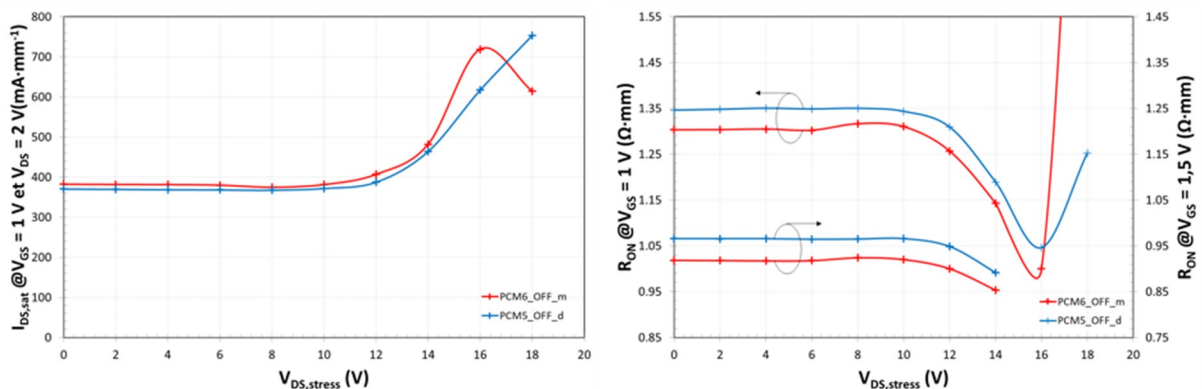 I_DS,sat @V_GS = 1 V et V_DS = 2 V(mA·mm⁻¹)
800
700
600
500
400
300
200
100
0
0 2 4 6 8 10 12 14 16 18 20
V_DS,stress (V)
PCM6_OFF_m
PCM5_OFF_d
R_ON @V_GS = 1 V (Ω·mm)
1.55
1.45
1.35
1.25
1.15
1.05
0.95
0.85
0 2 4 6 8 10 12 14 16 18 20
V_DS,stress (V)
PCM6_OFF_m
PCM5_OFF_d
1.45
1.35
1.25
1.15
1.05
0.95
0.85
0.75
R_ON @V_GS = 1,5 V (Ω·mm)